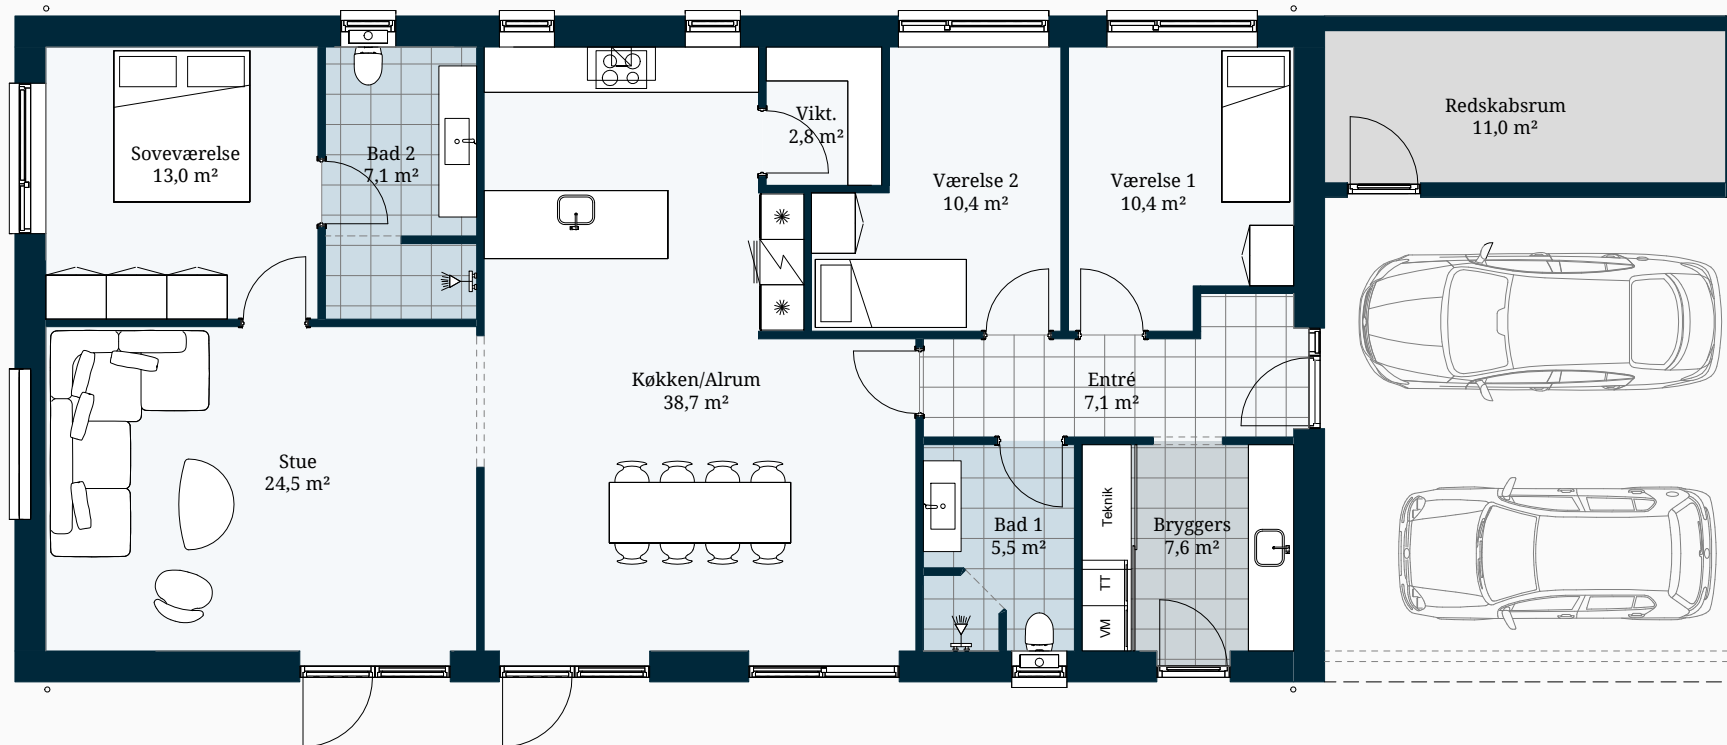 Soveværelse
13,0 m²
Bad 2
7,1 m²
Vikt.
2,8 m²
Værelse 2
10,4 m²
Værelse 1
10,4 m²
Redskabsrum
11,0 m²
Stue
24,5 m²
Køkken/Alrum
38,7 m²
Entré
7,1 m²
Bad 1
5,5 m²
Teknik
TT
VM
Bryggers
7,6 m²